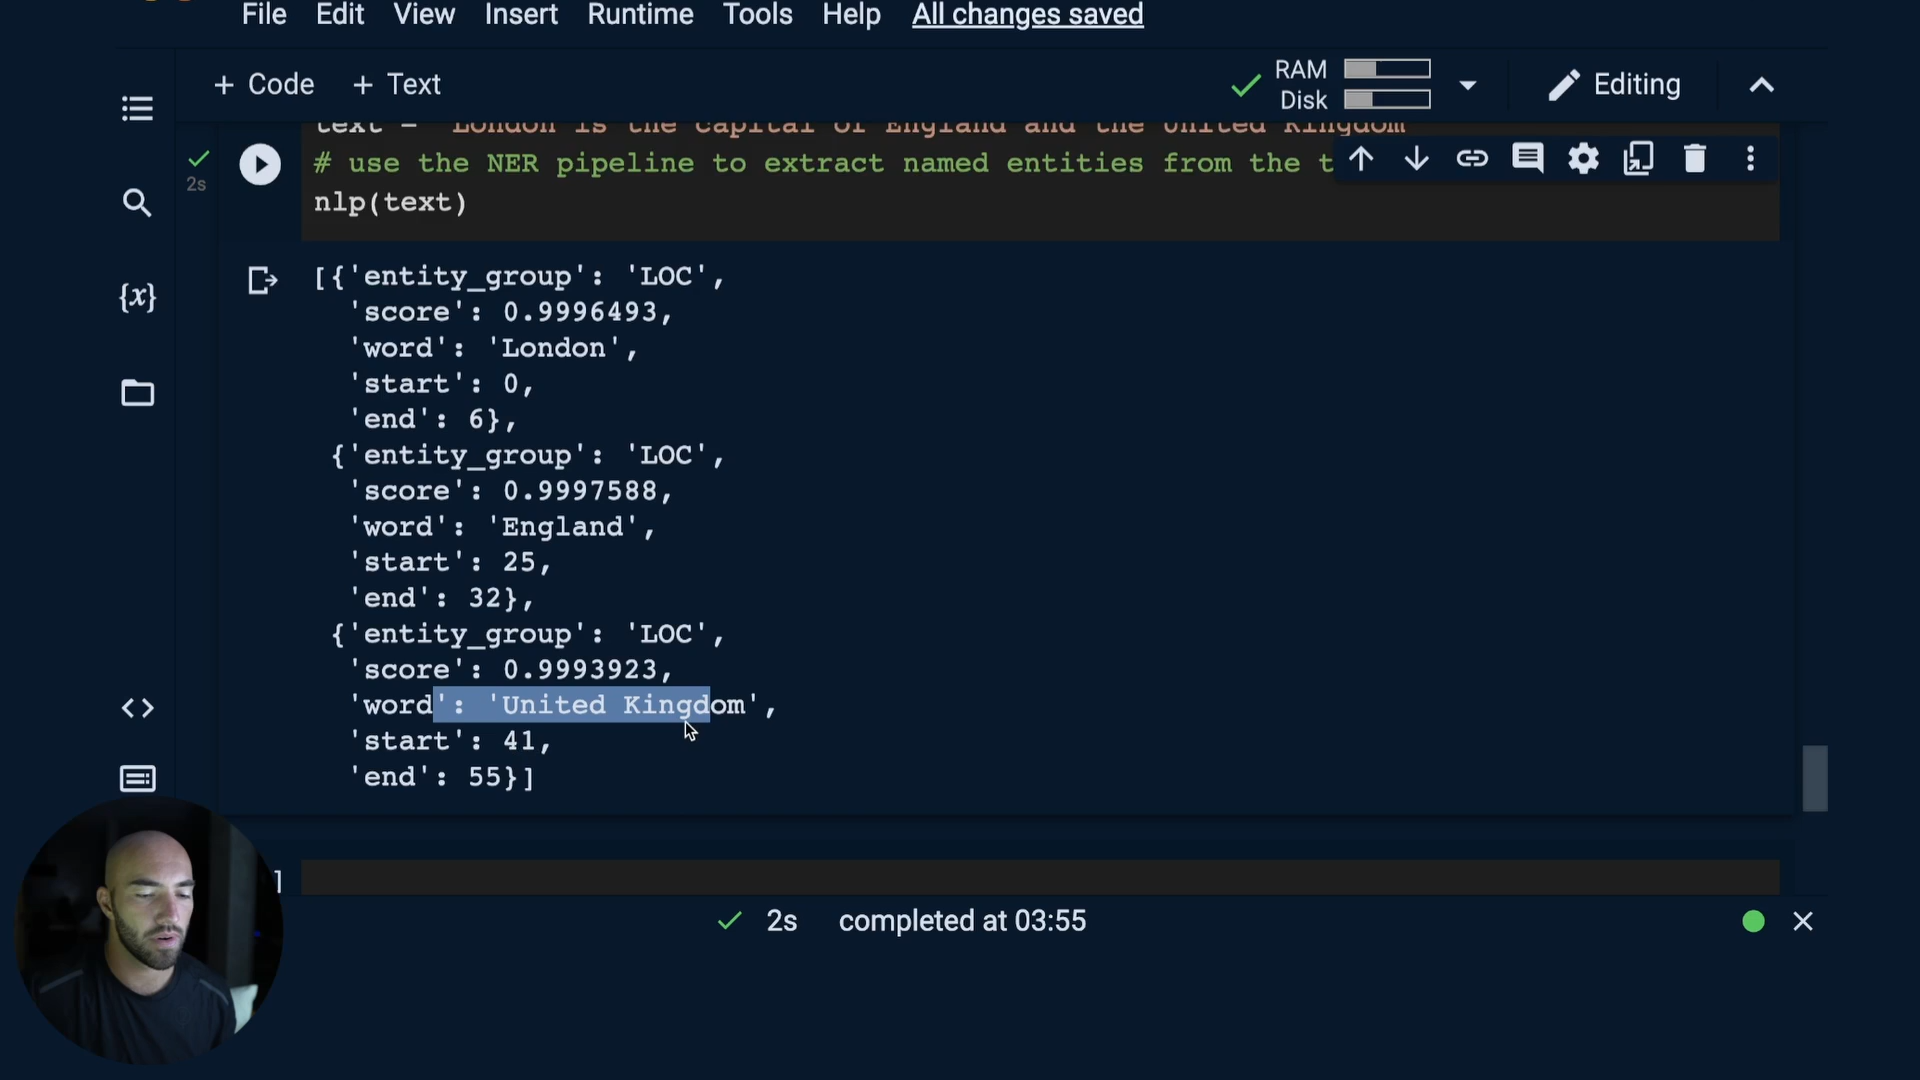 File Edit View Insert Runtime Tools Help All changes saved
+ Code + Text
RAM
Disk
Editing
text = "London is the capital of England and the United Kingdom
# use the NER pipeline to extract named entities from the t
2s
nlp(text)
[{'entity_group': 'LOC',
'score': 0.9996493,
'word': 'London',
'start': 0,
'end': 6},
{'entity_group': 'LOC',
'score': 0.9997588,
'word': 'England',
'start': 25,
'end': 32},
{'entity_group': 'LOC',
'score': 0.9993923,
'word': 'United Kingdom',
'start': 41,
'end': 55}]
{x}
]
2s completed at 03:55